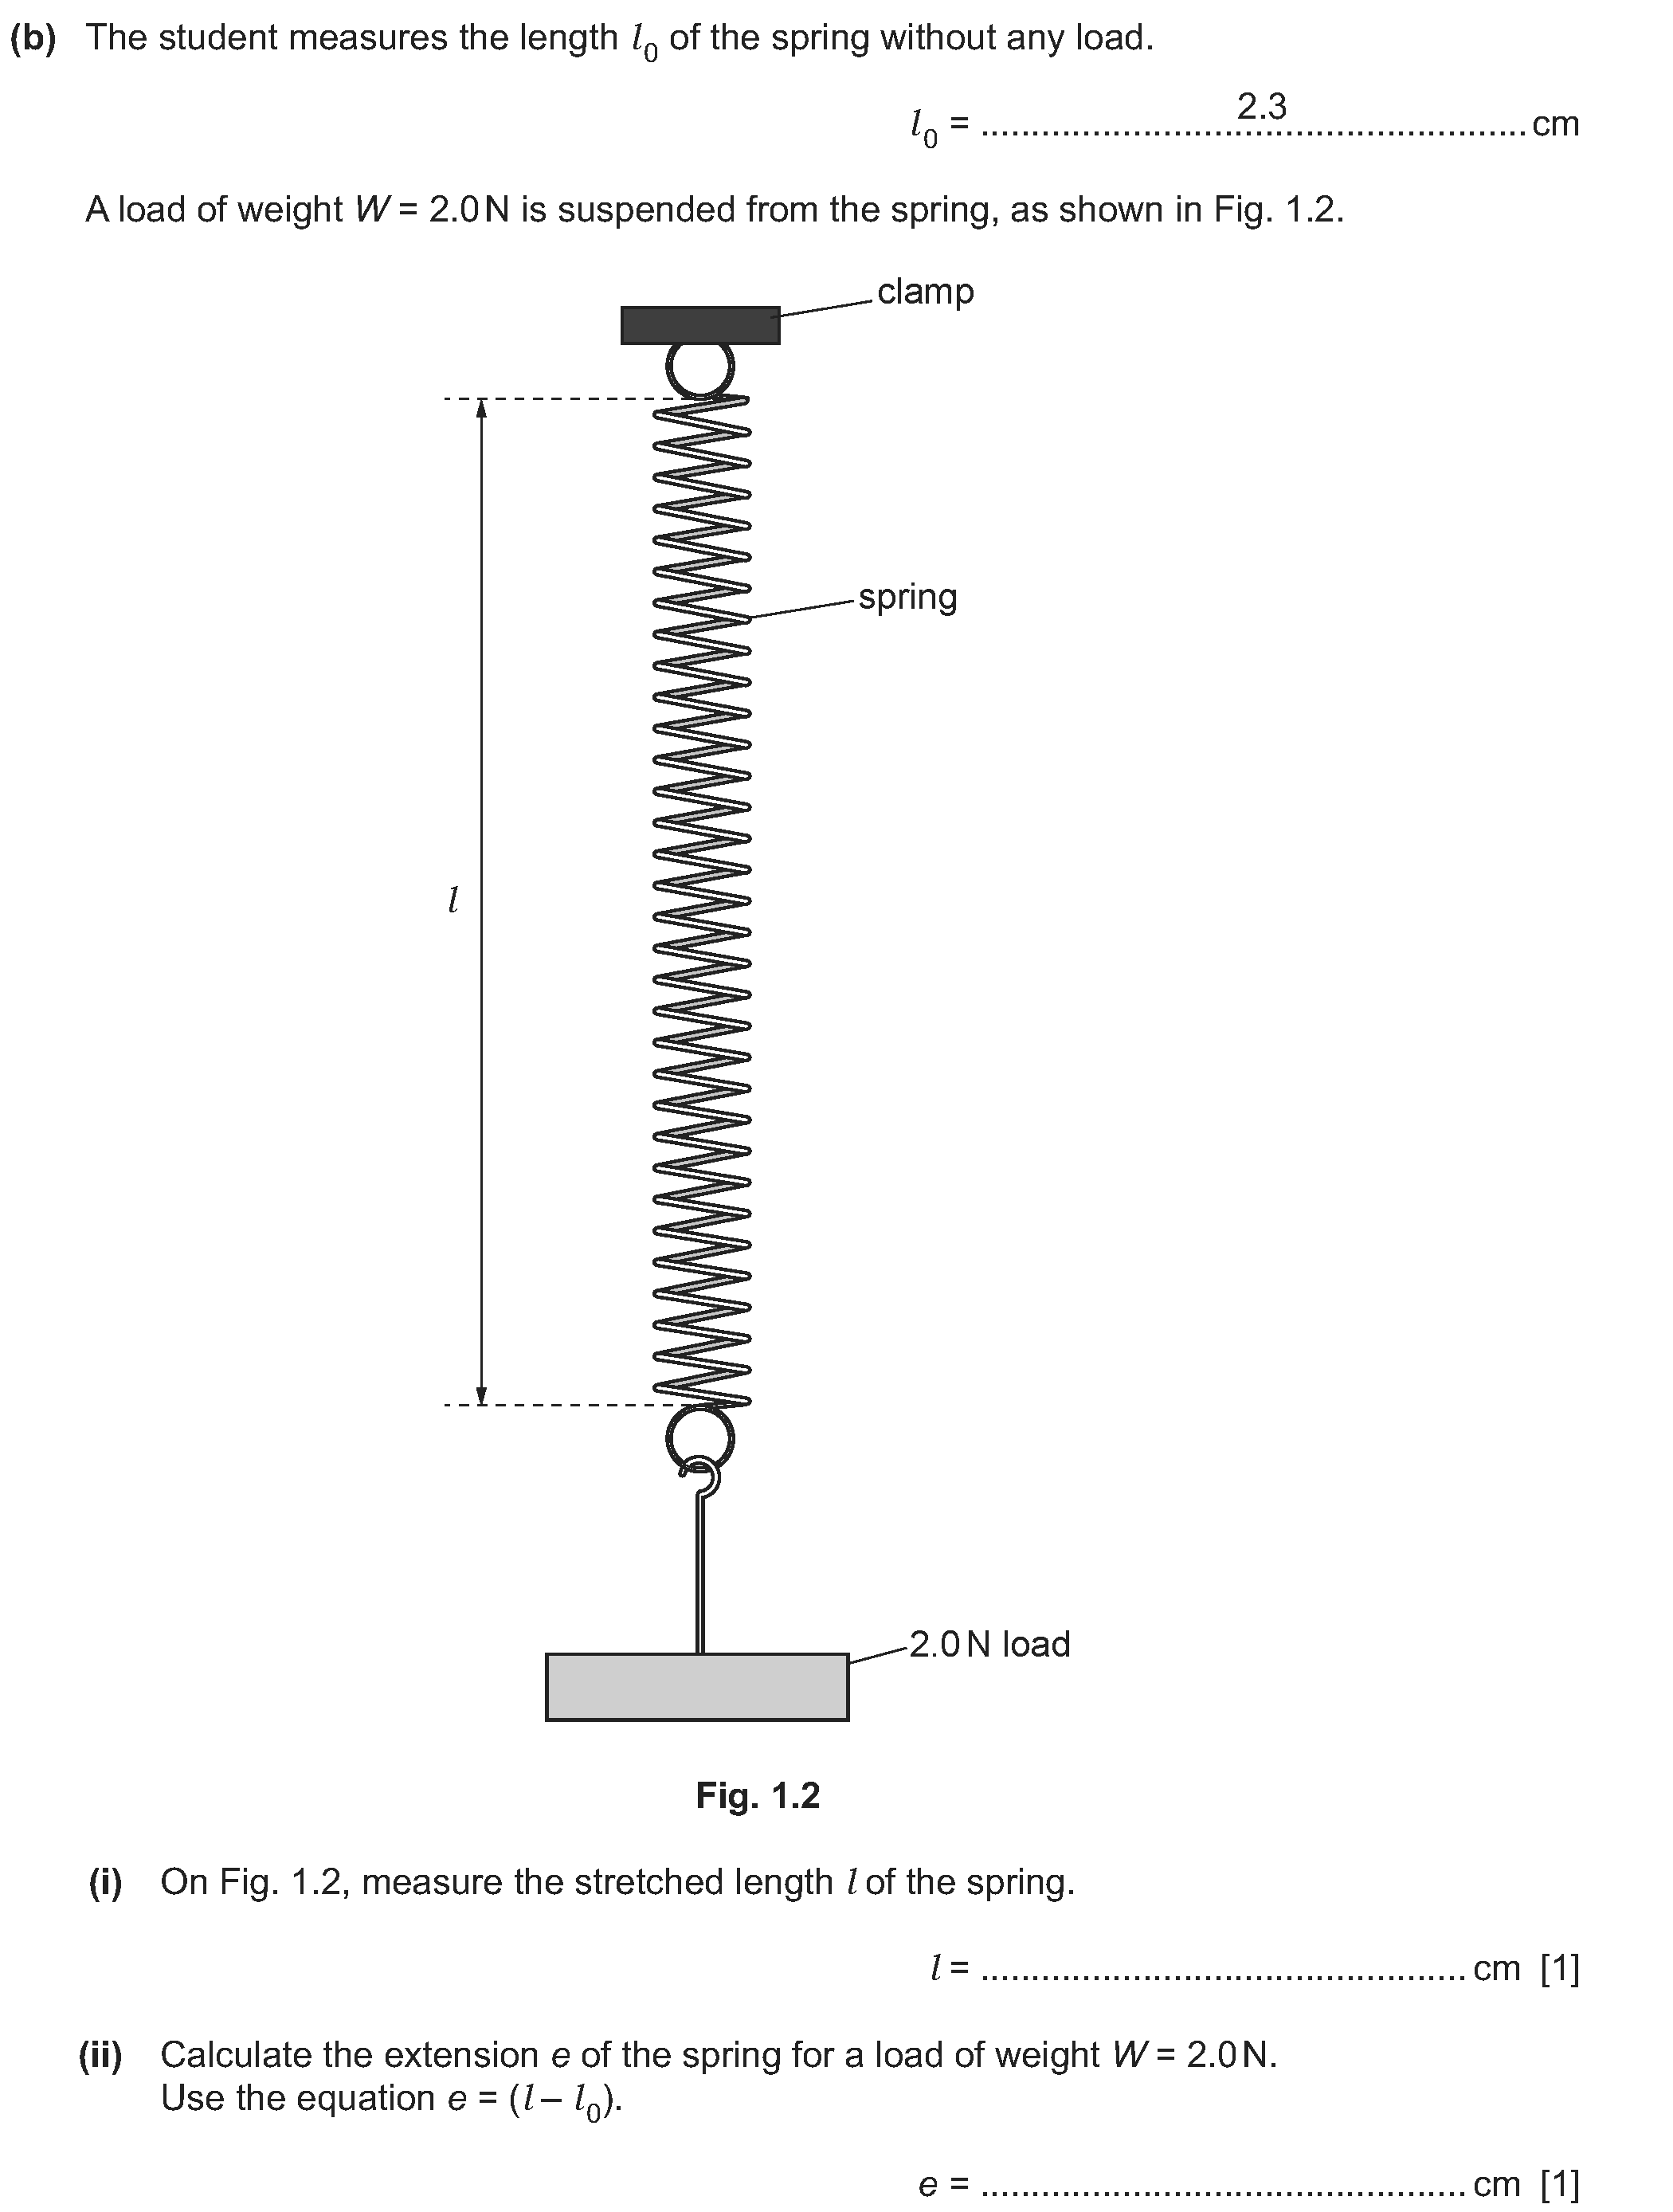 (b) The student measures the length l₀ of the spring without any load.
2.3
l₀ = ...................................................... cm
A load of weight W = 2.0 N is suspended from the spring, as shown in Fig. 1.2.
clamp
spring
l
2.0 N load
Fig. 1.2
(i) On Fig. 1.2, measure the stretched length l of the spring.
l = ................................................ cm [1]
(ii) Calculate the extension e of the spring for a load of weight W = 2.0 N.
Use the equation e = (l – l₀).
e = ................................................ cm [1]